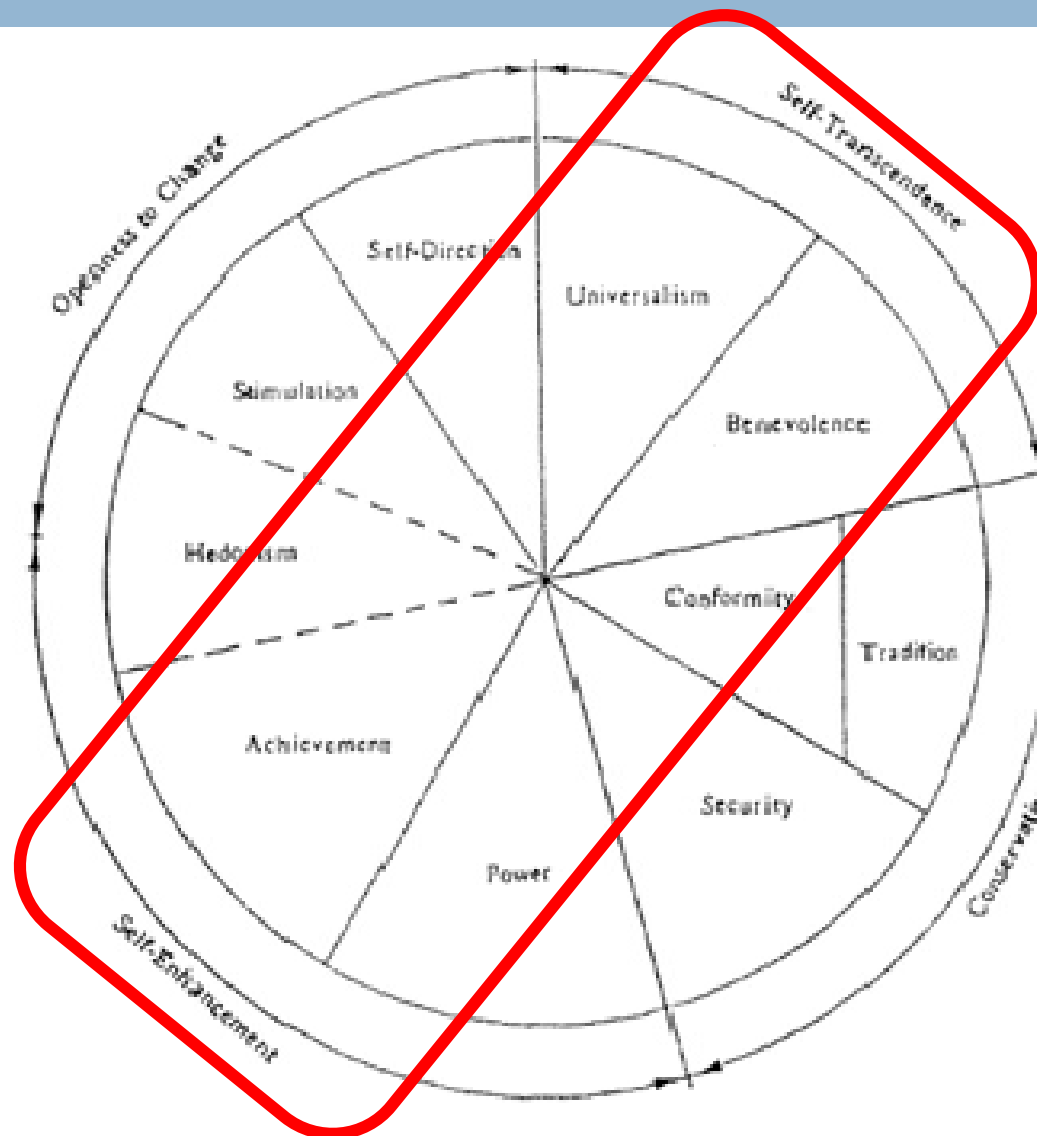 Self-Transcendence
Openness to Change
Self-Direction
Universalism
Stimulation
Benevolence
Hedonism
Conformity
Tradition
Achievement
Security
Power
Self-Enhancement